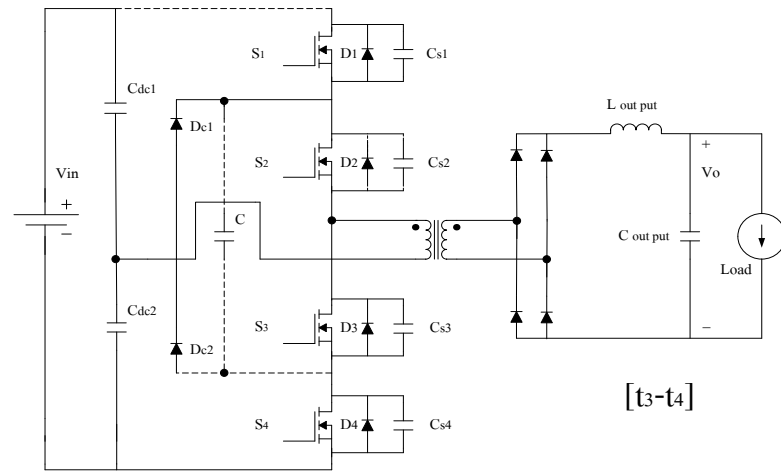 S1 D1 Cs1
Cdc1
Dc1
L out put
S2 D2 Cs2
Vin
+
−
+
Vo
C
C out put
Load
−
Cdc2
Dc2
S3 D3 Cs3
S4 D4 Cs4
[t3-t4]